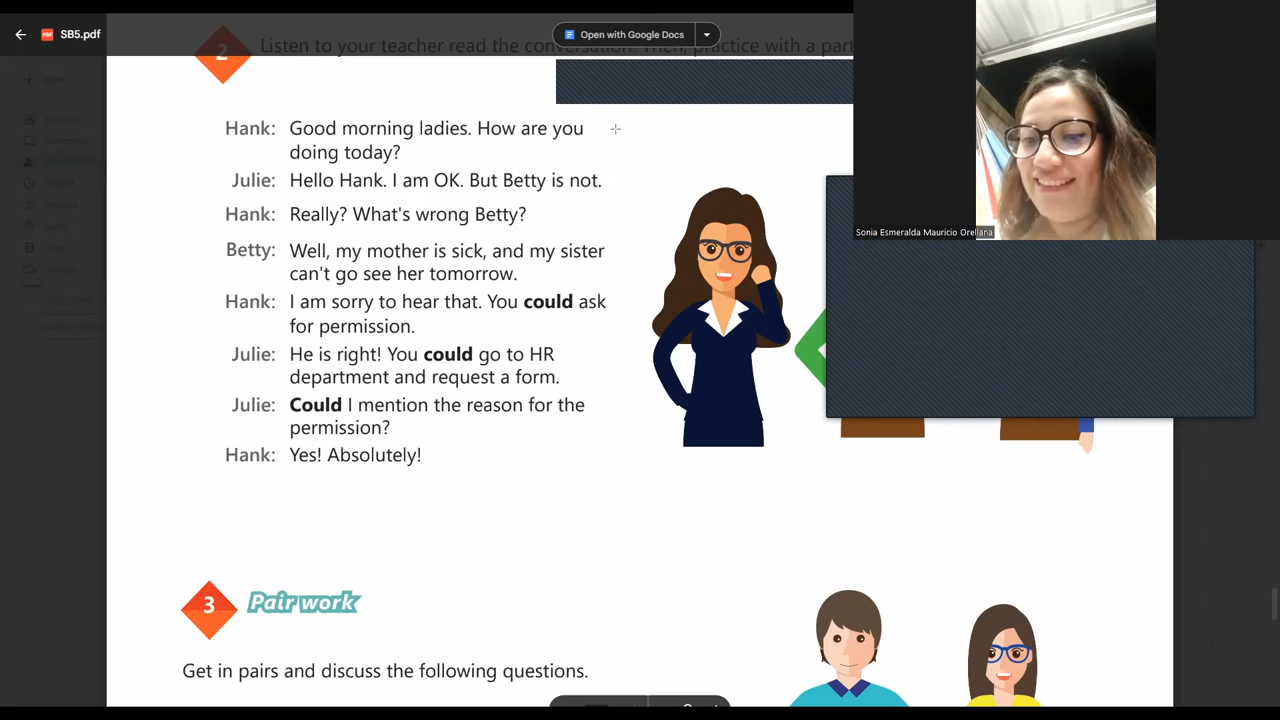 SB5.pdf
Open with Google Docs
2 Listen to your teacher read the conversation. Then, practice with a part
Hank: Good morning ladies. How are you
doing today?
Julie: Hello Hank. I am OK. But Betty is not.
Hank: Really? What's wrong Betty?
Betty: Well, my mother is sick, and my sister
can't go see her tomorrow.
Hank: I am sorry to hear that. You could ask
for permission.
Julie: He is right! You could go to HR
department and request a form.
Julie: Could I mention the reason for the
permission?
Hank: Yes! Absolutely!
Sonia Esmeralda Mauricio Orellana
3 Pair work
Get in pairs and discuss the following questions.